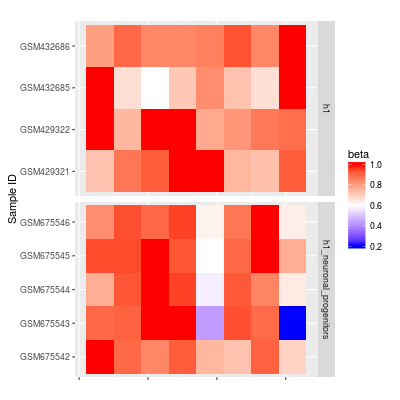 Sample ID
GSM432686
GSM432685
GSM429322
GSM429321
h1
GSM675546
GSM675545
GSM675544
GSM675543
GSM675542
h1_neuronal_progenitors
beta
1.0
0.8
0.6
0.4
0.2